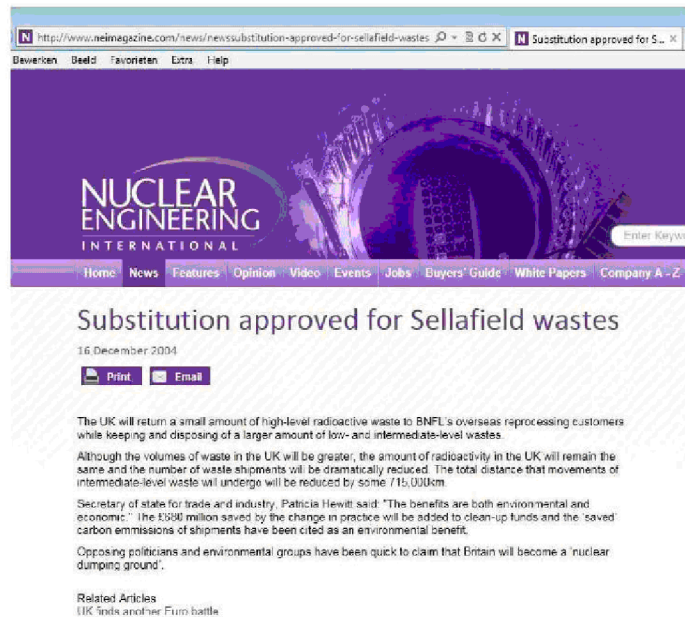 http://www.neimagazine.com/news/newssubstitution-approved-for-sellafield-wastes
Substitution approved for S...
Bewerken Beeld Favorieten Extra Help
NUCLEAR
ENGINEERING
INTERNATIONAL
Enter Keywo
Home News Features Opinion Video Events Jobs Buyers' Guide White Papers Company A - Z
Substitution approved for Sellafield wastes
16 December 2004
Print Email
The UK will return a small amount of high-level radioactive waste to BNFL's overseas reprocessing customers
while keeping and disposing of a larger amount of low- and intermediate-level wastes.
Although the volumes of waste in the UK will be greater, the amount of radioactivity in the UK will remain the
same and the number of waste shipments will be dramatically reduced. The total distance that movements of
intermediate-level waste will undergo will be reduced by some 715,000km.
Secretary of state for trade and industry, Patricia Hewitt said: "The benefits are both environmental and
economic." The £680 million saved by the change in practice will be added to clean-up funds and the 'saved'
carbon emmissions of shipments have been cited as an environmental benefit.
Opposing politicians and environmental groups have been quick to claim that Britain will become a 'nuclear
dumping ground'.
Related Articles
UK finds another Euro battle